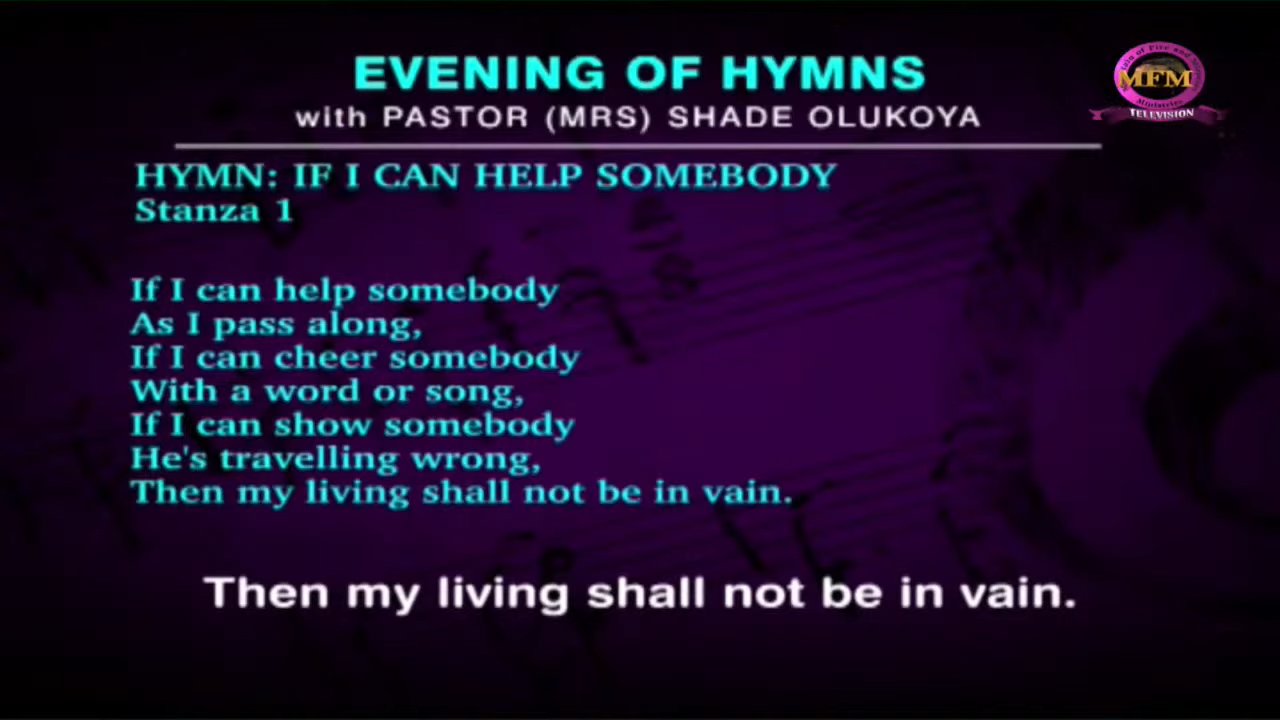 EVENING OF HYMNS
with PASTOR (MRS) SHADE OLUKOYA
MFM
Ministries
TELEVISION
HYMN: IF I CAN HELP SOMEBODY
Stanza 1
If I can help somebody
As I pass along,
If I can cheer somebody
With a word or song,
If I can show somebody
He's travelling wrong,
Then my living shall not be in vain.
Then my living shall not be in vain.